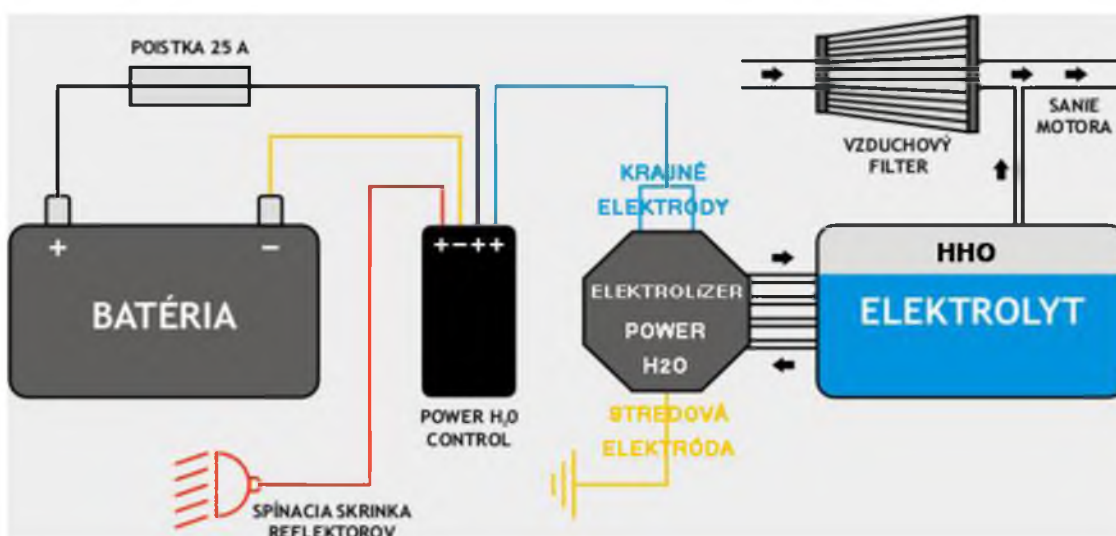 POISTKA 25 A
SANIE
MOTORA
VZDUCHOVÝ
FILTER
KRAJNÉ
ELEKTRÓDY
+ −
+−++
HHO
BATÉRIA
ELEKTROLíZER
POWER
H2O
ELEKTROLYT
POWER H₂O
CONTROL
STREDOVÁ
ELEKTRÓDA
SPÍNACIA SKRINKA
REFLEKTOROV